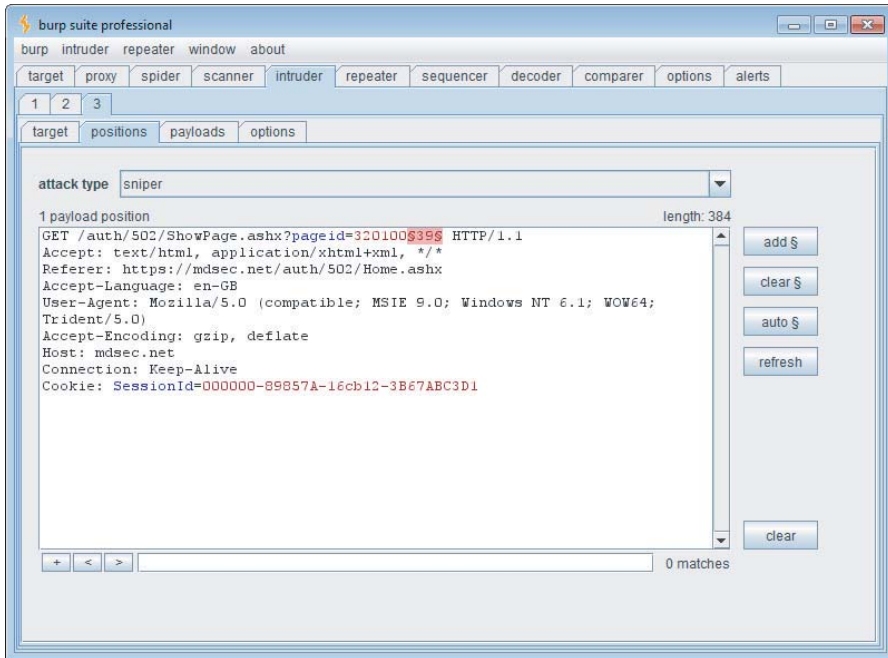 burp suite professional
burp intruder repeater window about
target proxy spider scanner intruder repeater sequencer decoder comparer options alerts
1 2 3
target positions payloads options
attack type sniper
1 payload position length: 384
GET /auth/502/ShowPage.ashx?pageid=320100§39§ HTTP/1.1
Accept: text/html, application/xhtml+xml, */*
Referer: https://mdsec.net/auth/502/Home.ashx
Accept-Language: en-GB
User-Agent: Mozilla/5.0 (compatible; MSIE 9.0; Windows NT 6.1; WOW64;
Trident/5.0)
Accept-Encoding: gzip, deflate
Host: mdsec.net
Connection: Keep-Alive
Cookie: SessionId=000000-89857A-16cb12-3B67ABC3D1
add §
clear §
auto §
refresh
clear
+ < > 0 matches